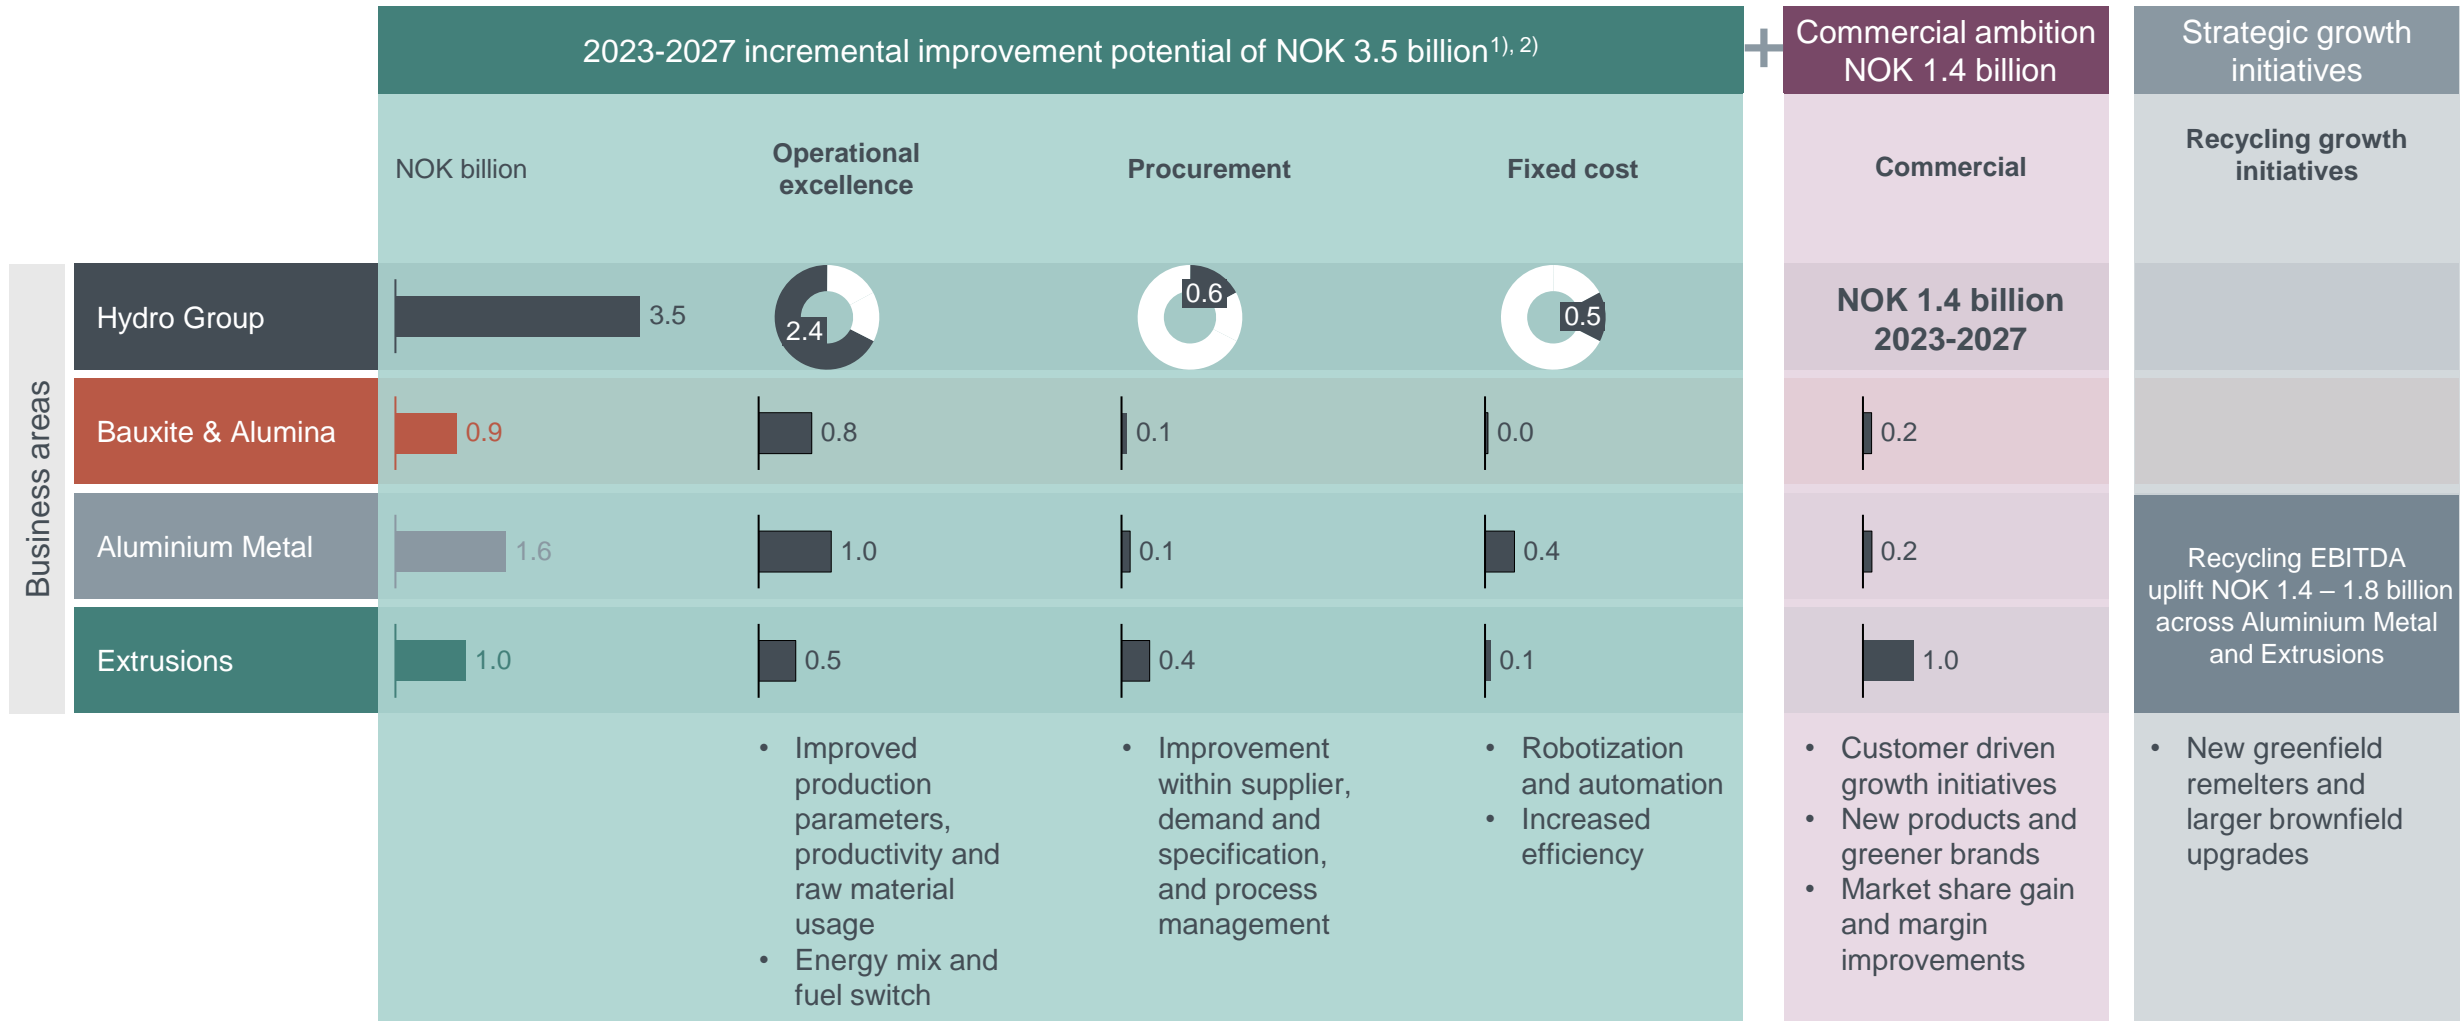 2023-2027 incremental improvement potential of NOK 3.5 billion1), 2)
Commercial ambition
NOK 1.4 billion
Strategic growth
initiatives
NOK billion
Operational
excellence
Procurement
Fixed cost
Commercial
Recycling growth
initiatives
Business areas
Hydro Group
3.5
2.4
0.6
0.5
NOK 1.4 billion
2023-2027
Bauxite & Alumina
0.9
0.8
0.1
0.0
0.2
Aluminium Metal
1.6
1.0
0.1
0.4
0.2
Extrusions
1.0
0.5
0.4
0.1
1.0
Recycling EBITDA
uplift NOK 1.4 – 1.8 billion
across Aluminium Metal
and Extrusions
• Improved
production
parameters,
productivity and
raw material
usage
• Energy mix and
fuel switch
• Improvement
within supplier,
demand and
specification,
and process
management
• Robotization
and automation
• Increased
efficiency
• Customer driven
growth initiatives
• New products and
greener brands
• Market share gain
and margin
improvements
• New greenfield
remelters and
larger brownfield
upgrades